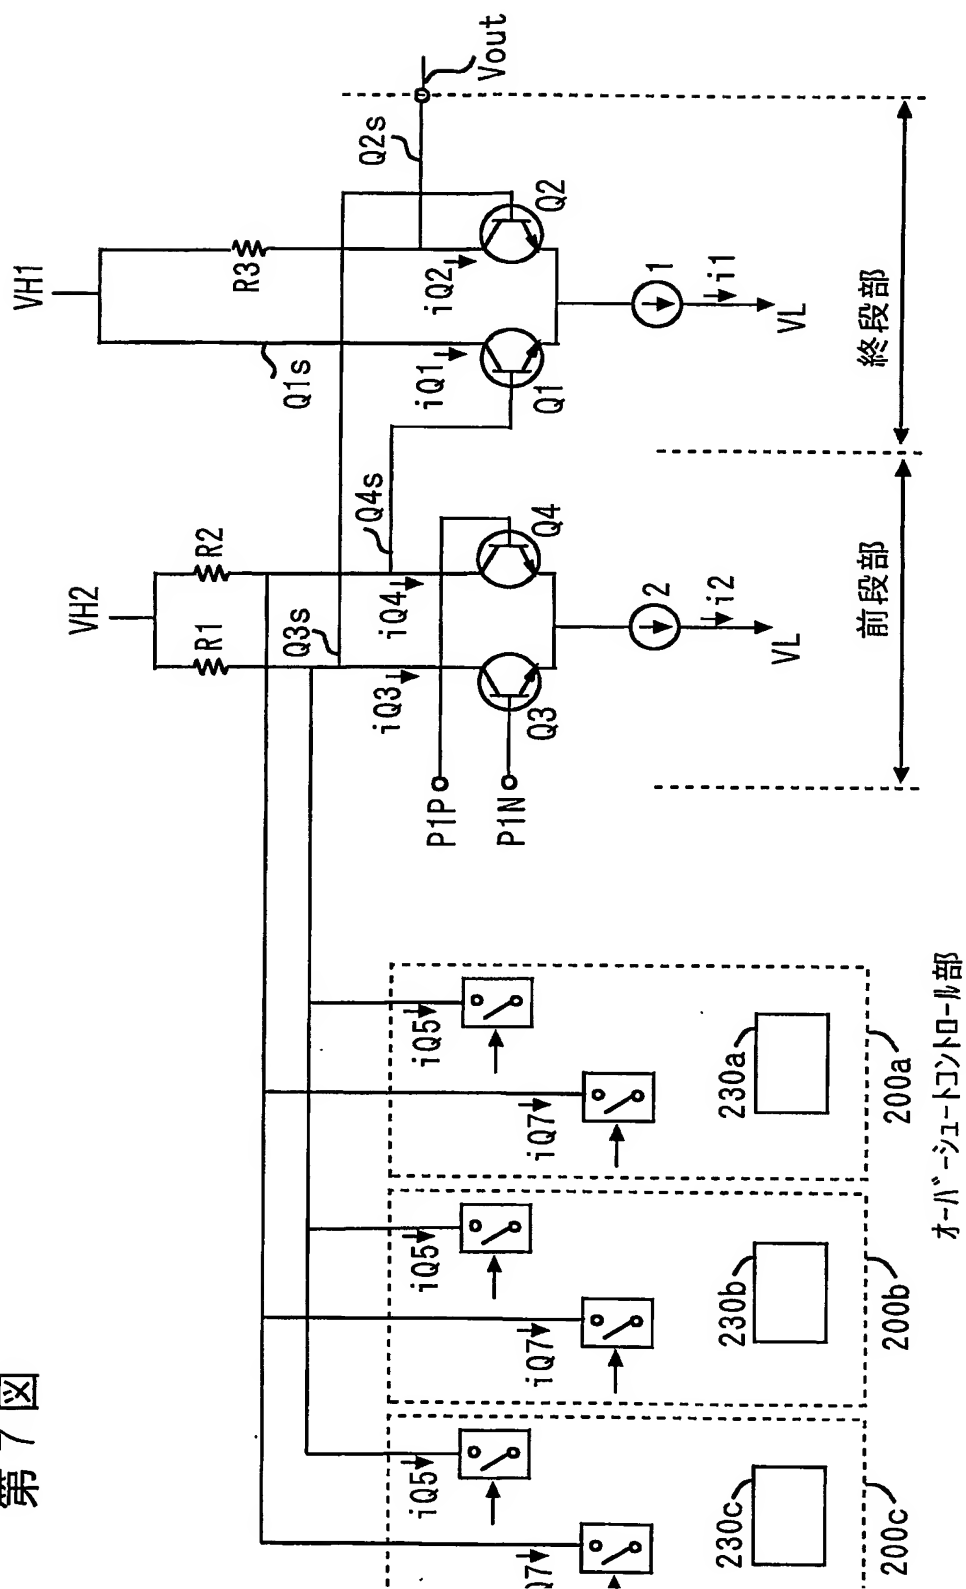 第７図
VH1
VH2
R3
R2
R1
Q1s
Q2s
Vout
Q3s
Q4s
iQ1
iQ2
iQ3
iQ4
Q1
Q2
Q3
Q4
P1P
P1N
1
i1
VL
2
i2
VL
終段部
前段部
iQ5
iQ7
230a
200a
iQ5
iQ7
230b
200b
iQ5
Q7
230c
200c
オーバーシュートコントロール部